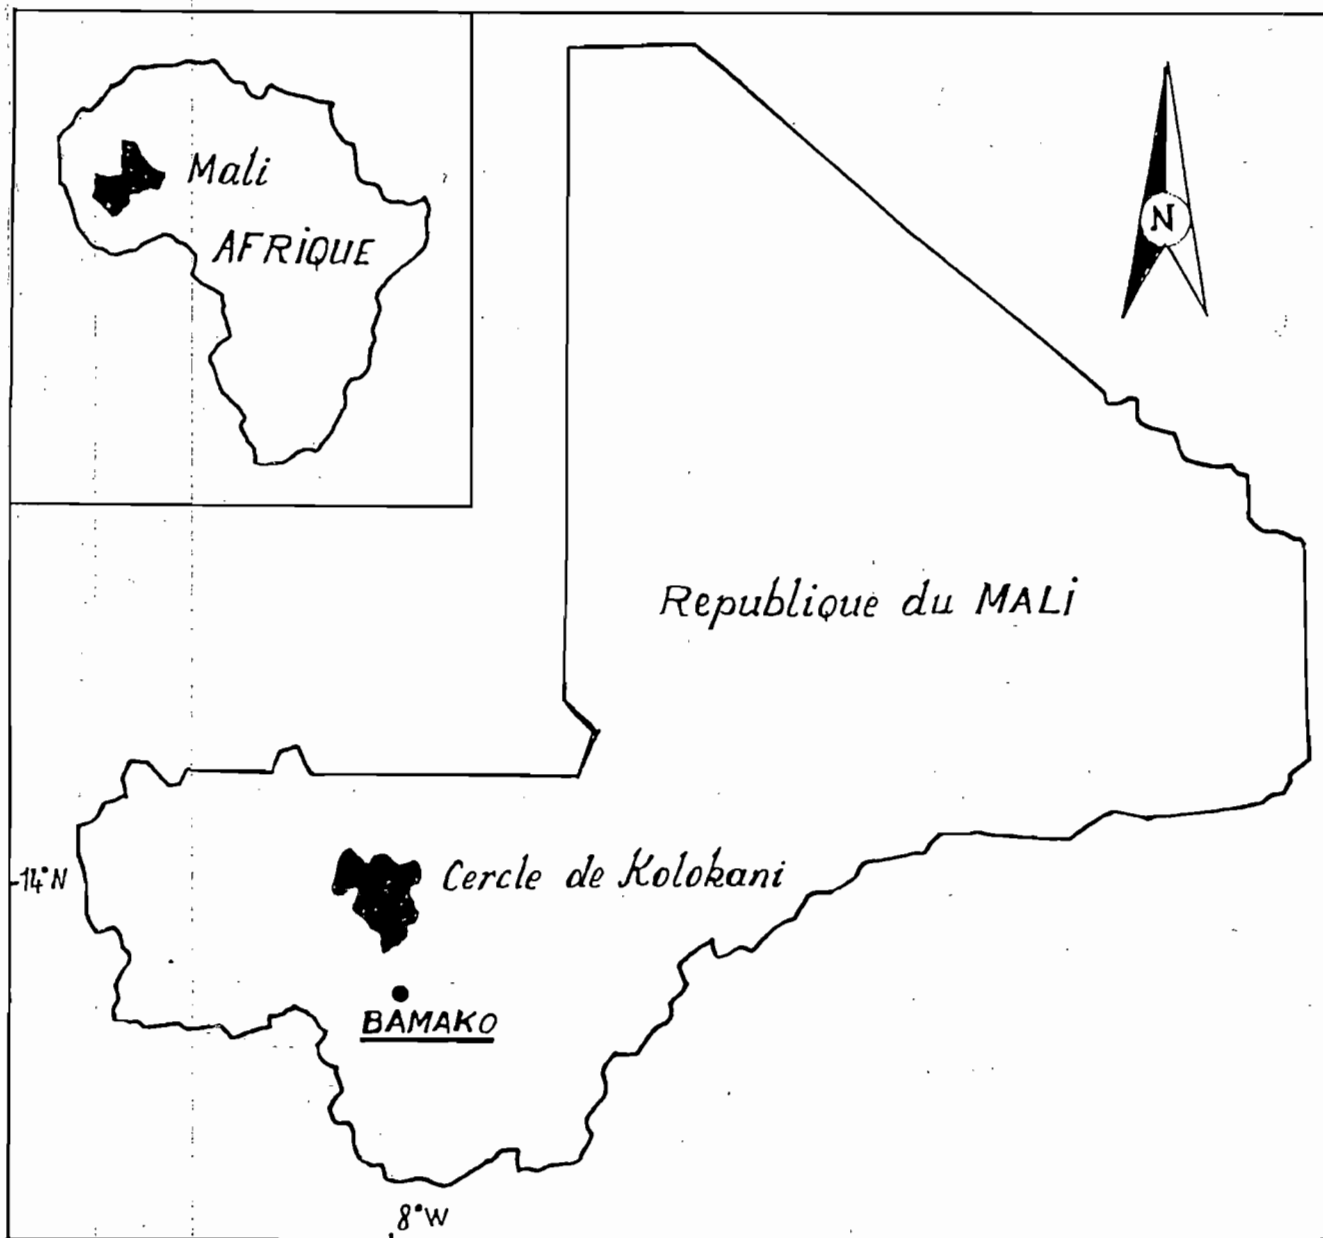 Mali
AFRIQUE
N
Republique du MALI
14°N
Cercle de Kolokani
BAMAKO
8°W